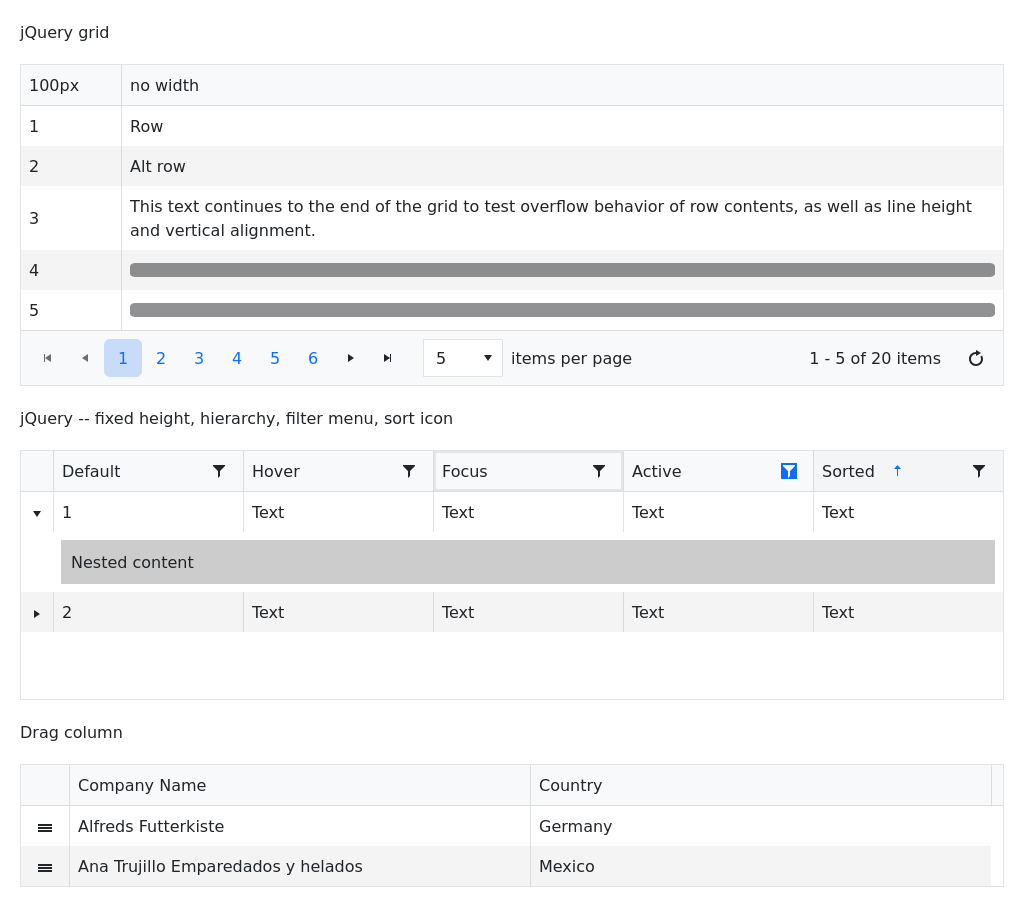 jQuery grid
100px no width
1 Row
2 Alt row
3 This text continues to the end of the grid to test overflow behavior of row contents, as well as line height
and vertical alignment.
4
5
1 2 3 4 5 6 5 items per page 1 - 5 of 20 items
jQuery -- fixed height, hierarchy, filter menu, sort icon
Default Hover Focus Active Sorted
1 Text Text Text Text
Nested content
2 Text Text Text Text
Drag column
Company Name Country
Alfreds Futterkiste Germany
Ana Trujillo Emparedados y helados Mexico